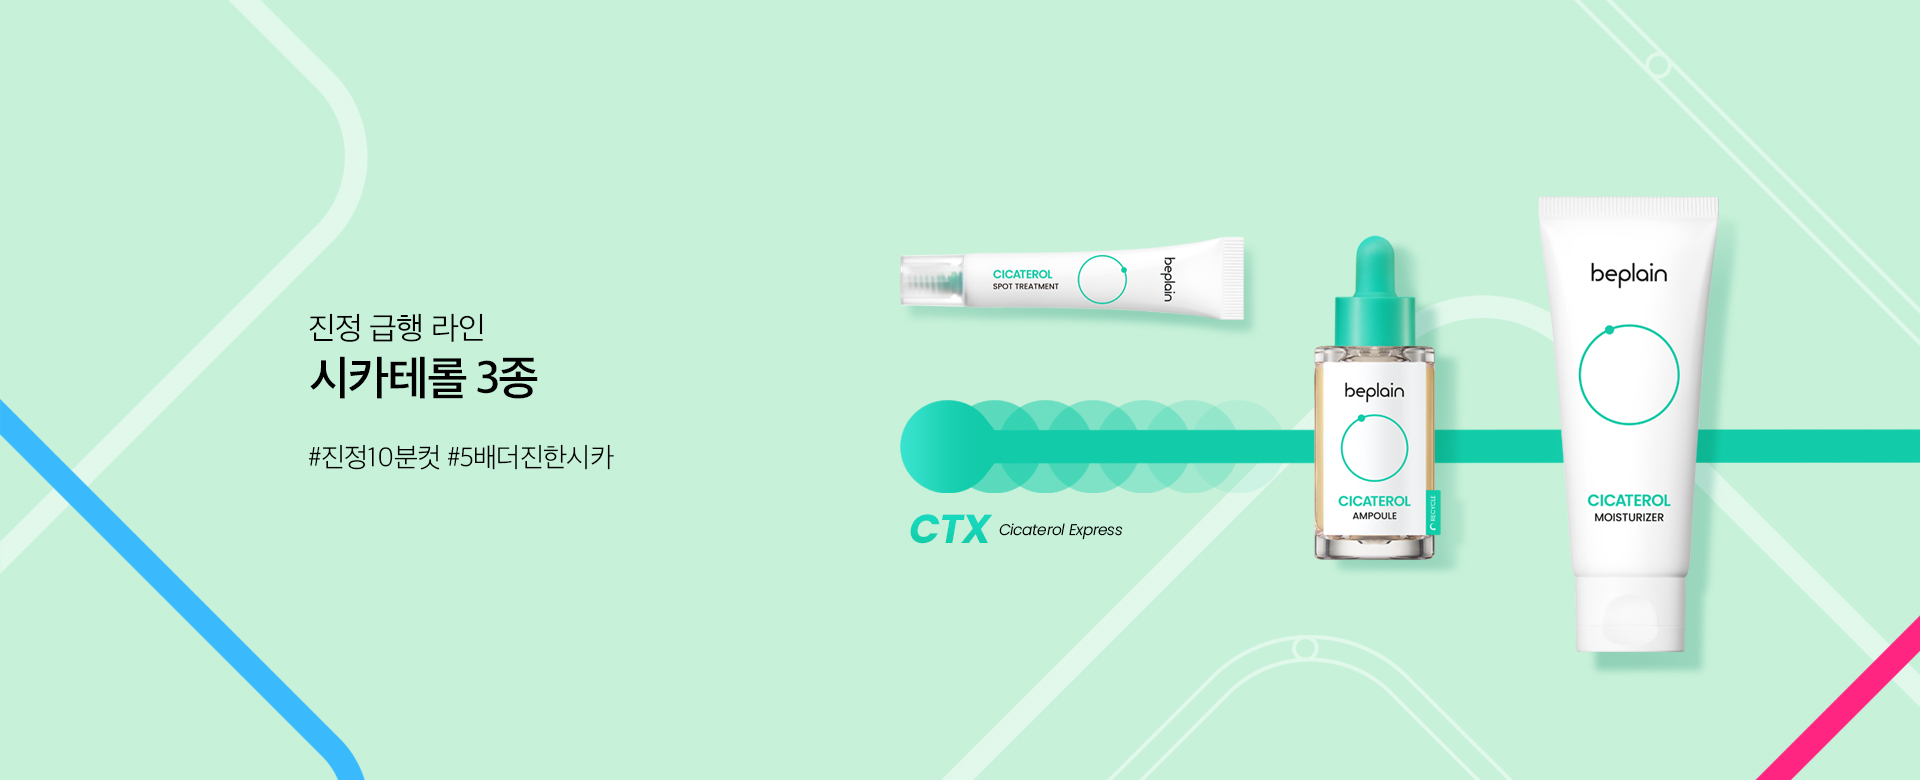 진정 급행 라인
시카테롤 3종
#진정10분컷 #5배더진한시카
CICATEROL
SPOT TREATMENT
beplain
CTX Cicaterol Express
beplain
CICATEROL
AMPOULE
RECYCLE
beplain
CICATEROL
MOISTURIZER